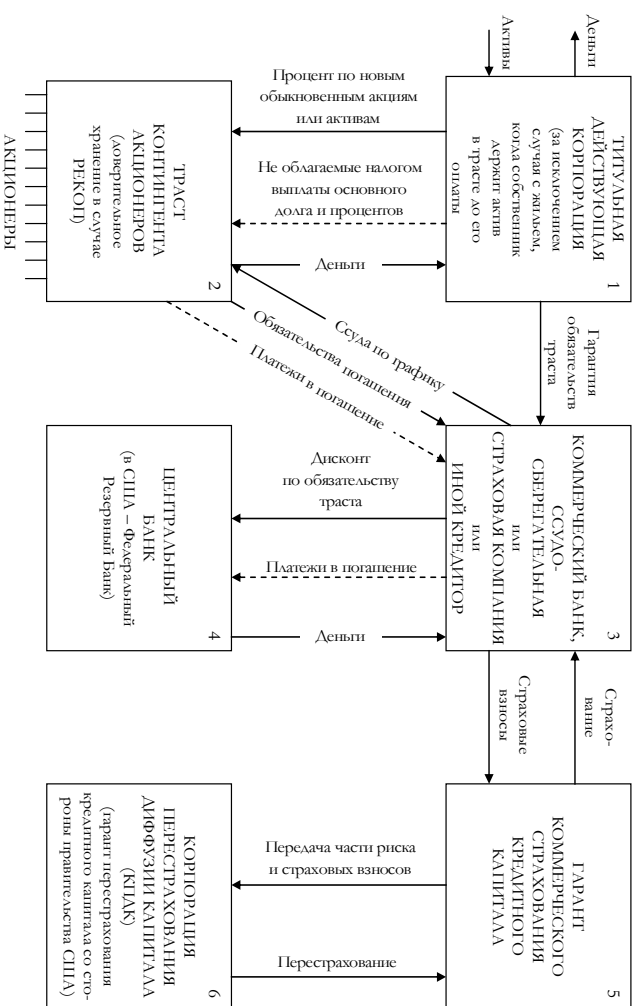 Деньги
Активы
ТИТУЛЬНАЯ
ДЕЙСТВУЮЩАЯ
КОРПОРАЦИЯ
(за исключением
случая с жильем,
когда собственник
держит актив
в трасте до его
оплаты
1
Процент по новым
обыкновенным акциям
или активам
Не облагаемые налогом
выплаты основного
долга и процентов
Деньги
ТРАСТ
КОНТИНГЕНТА
АКЦИОНЕРОВ
(доверительное
хранение в случае
РЕКОП)
2
АКЦИОНЕРЫ
Гарантия
обязательств
траста
Ссуда по графику
Обязательства погашения
Платежи в погашение
КОММЕРЧЕСКИЙ БАНК,
ССУДО-
СБЕРЕГАТЕЛЬНАЯ
или
СТРАХОВАЯ КОМПАНИЯ
или
ИНОЙ КРЕДИТОР
3
Дисконт
по обязательству
траста
Платежи в погашение
Деньги
ЦЕНТРАЛЬНЫЙ
БАНК
(в США – Федеральный
Резервный Банк)
4
Страхо-
вание
Страховые
взносы
ГАРАНТ
КОММЕРЧЕСКОГО
СТРАХОВАНИЯ
КРЕДИТНОГО
КАПИТАЛА
5
Передача части риска
и страховых взносов
Перестрахование
КОРПОРАЦИЯ
ПЕРЕСТРАХОВАНИЯ
ДИФФУЗИИ КАПИТАЛА
(КПДК)
(гарант перестрахования
кредитного капитала со сто-
роны правительства США)
6